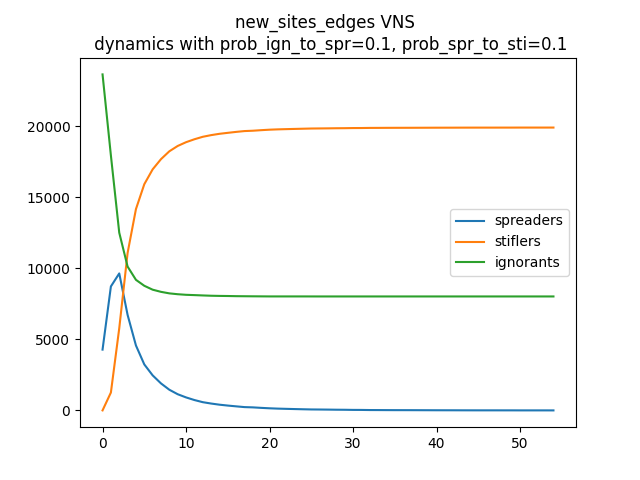 new_sites_edges VNS
dynamics with prob_ign_to_spr=0.1, prob_spr_to_sti=0.1
20000
15000
10000
5000
0
spreaders
stiflers
ignorants
0 10 20 30 40 50